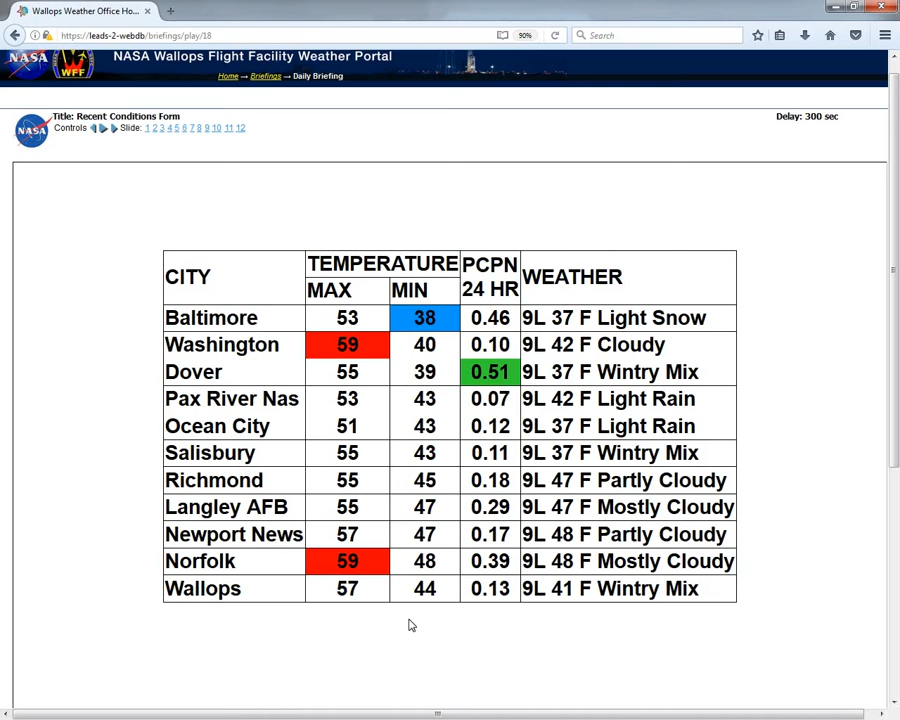 Wallops Weather Office Ho...
https://leads-2-webdb/briefings/play/18 90% Search
NASA WFF NASA Wallops Flight Facility Weather Portal
Home → Briefings → Daily Briefing
NASA Title: Recent Conditions Form Delay: 300 sec
Controls Slide: 1 2 3 4 5 6 7 8 9 10 11 12
CITY TEMPERATURE PCPN 24 HR WEATHER
MAX MIN
Baltimore 53 38 0.46 9L 37 F Light Snow
Washington 59 40 0.10 9L 42 F Cloudy
Dover 55 39 0.51 9L 37 F Wintry Mix
Pax River Nas 53 43 0.07 9L 42 F Light Rain
Ocean City 51 43 0.12 9L 37 F Light Rain
Salisbury 55 43 0.11 9L 37 F Wintry Mix
Richmond 55 45 0.18 9L 47 F Partly Cloudy
Langley AFB 55 47 0.29 9L 47 F Mostly Cloudy
Newport News 57 47 0.17 9L 48 F Partly Cloudy
Norfolk 59 48 0.39 9L 48 F Mostly Cloudy
Wallops 57 44 0.13 9L 41 F Wintry Mix